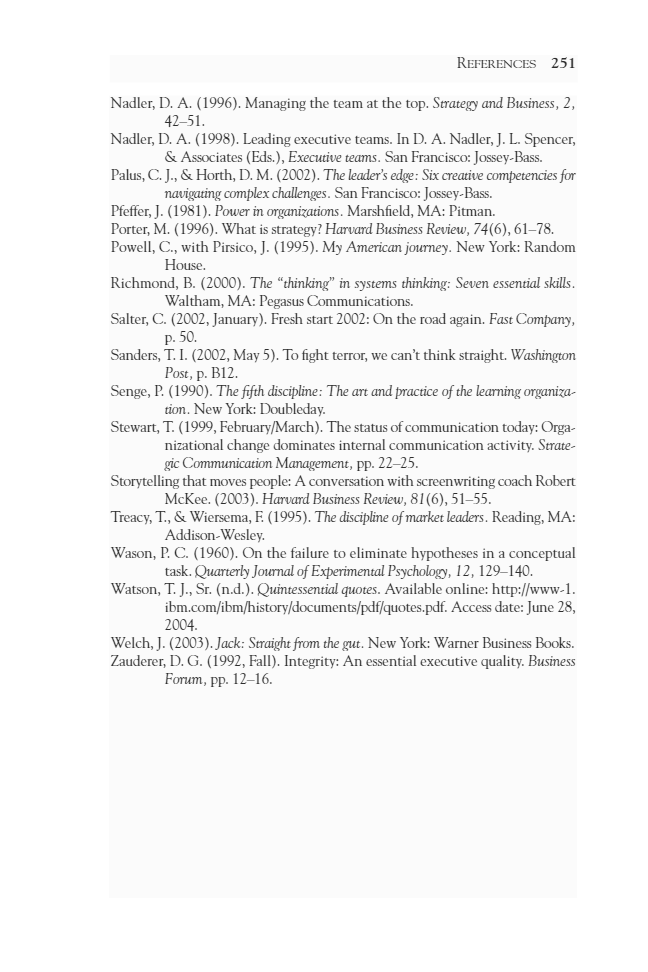 REFERENCES 251
Nadler, D. A. (1996). Managing the team at the top. Strategy and Business, 2,
42–51.
Nadler, D. A. (1998). Leading executive teams. In D. A. Nadler, J. L. Spencer,
& Associates (Eds.), Executive teams. San Francisco: Jossey-Bass.
Palus, C. J., & Horth, D. M. (2002). The leader's edge: Six creative competencies for
navigating complex challenges. San Francisco: Jossey-Bass.
Pfeffer, J. (1981). Power in organizations. Marshfield, MA: Pitman.
Porter, M. (1996). What is strategy? Harvard Business Review, 74(6), 61–78.
Powell, C., with Pirsico, J. (1995). My American journey. New York: Random
House.
Richmond, B. (2000). The “thinking” in systems thinking: Seven essential skills.
Waltham, MA: Pegasus Communications.
Salter, C. (2002, January). Fresh start 2002: On the road again. Fast Company,
p. 50.
Sanders, T. I. (2002, May 5). To fight terror, we can't think straight. Washington
Post, p. B12.
Senge, P. (1990). The fifth discipline: The art and practice of the learning organiza-
tion. New York: Doubleday.
Stewart, T. (1999, February/March). The status of communication today: Orga-
nizational change dominates internal communication activity. Strate-
gic Communication Management, pp. 22–25.
Storytelling that moves people: A conversation with screenwriting coach Robert
McKee. (2003). Harvard Business Review, 81(6), 51–55.
Treacy, T., & Wiersema, F. (1995). The discipline of market leaders. Reading, MA:
Addison-Wesley.
Wason, P. C. (1960). On the failure to eliminate hypotheses in a conceptual
task. Quarterly Journal of Experimental Psychology, 12, 129–140.
Watson, T. J., Sr. (n.d.). Quintessential quotes. Available online: http://www-1.
ibm.com/ibm/history/documents/pdf/quotes.pdf. Access date: June 28,
2004.
Welch, J. (2003). Jack: Straight from the gut. New York: Warner Business Books.
Zauderer, D. G. (1992, Fall). Integrity: An essential executive quality. Business
Forum, pp. 12–16.